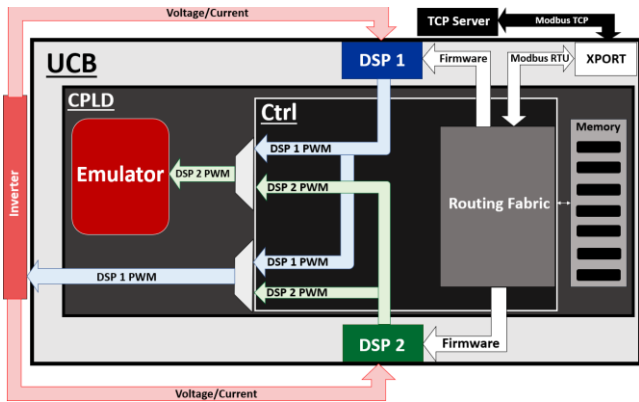 Voltage/Current
TCP Server
Modbus TCP
UCB
DSP 1
Firmware
Modbus RTU
XPORT
CPLD
Ctrl
Memory
DSP 1 PWM
Emulator
DSP 2 PWM
DSP 2 PWM
Routing Fabric
Inverter
DSP 1 PWM
DSP 1 PWM
DSP 2 PWM
DSP 2
Firmware
Voltage/Current